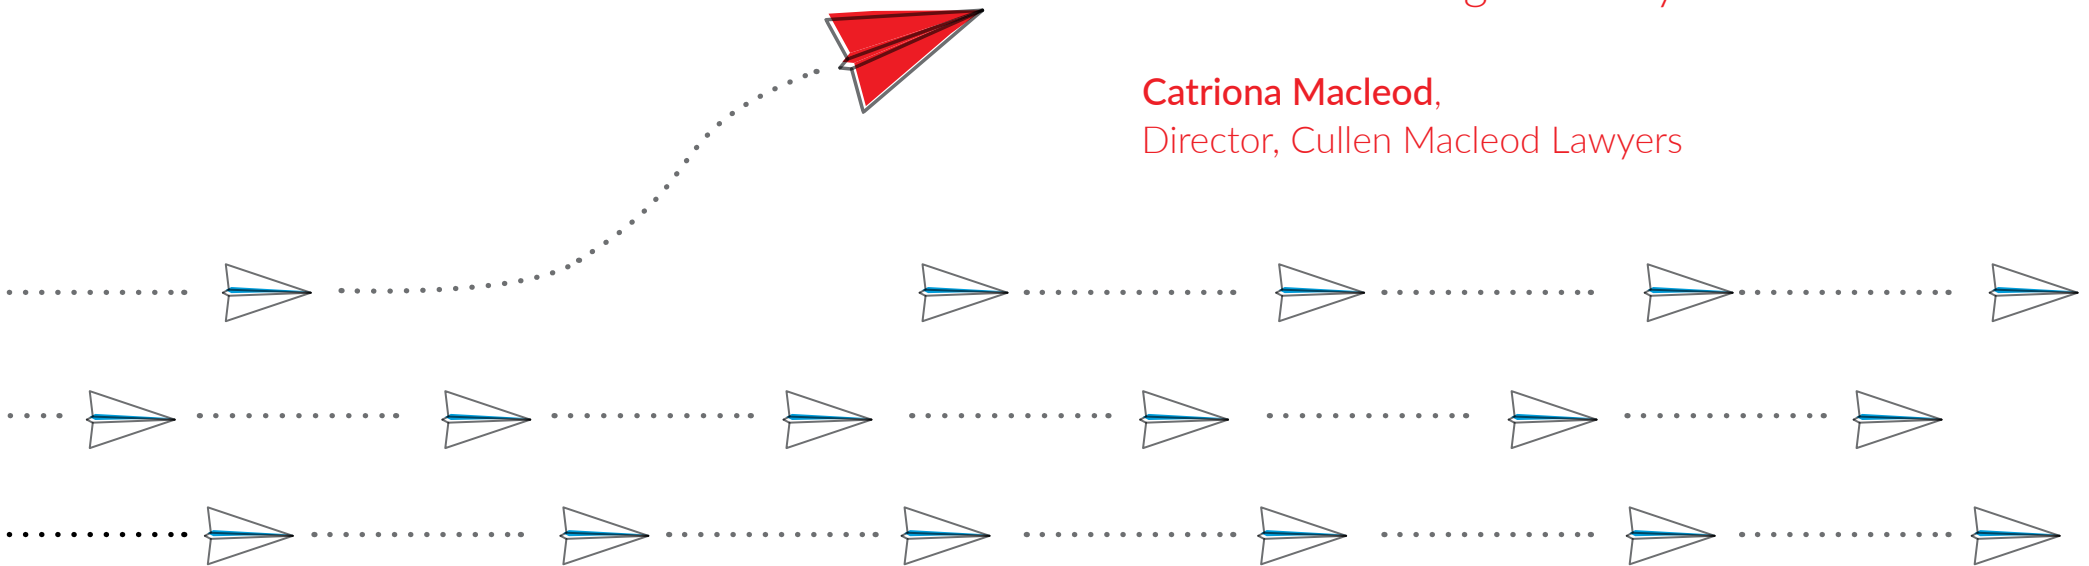 Catriona Macleod,
Director, Cullen Macleod Lawyers